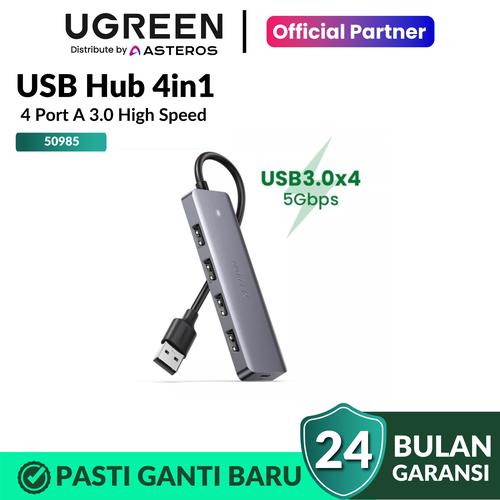 UGREEN
Distribute by ASTEROS
Official Partner
USB Hub 4in1
4 Port A 3.0 High Speed
50985
USB3.0x4
5Gbps
UGREEN
24 BULAN
GARANSI
PASTI GANTI BARU